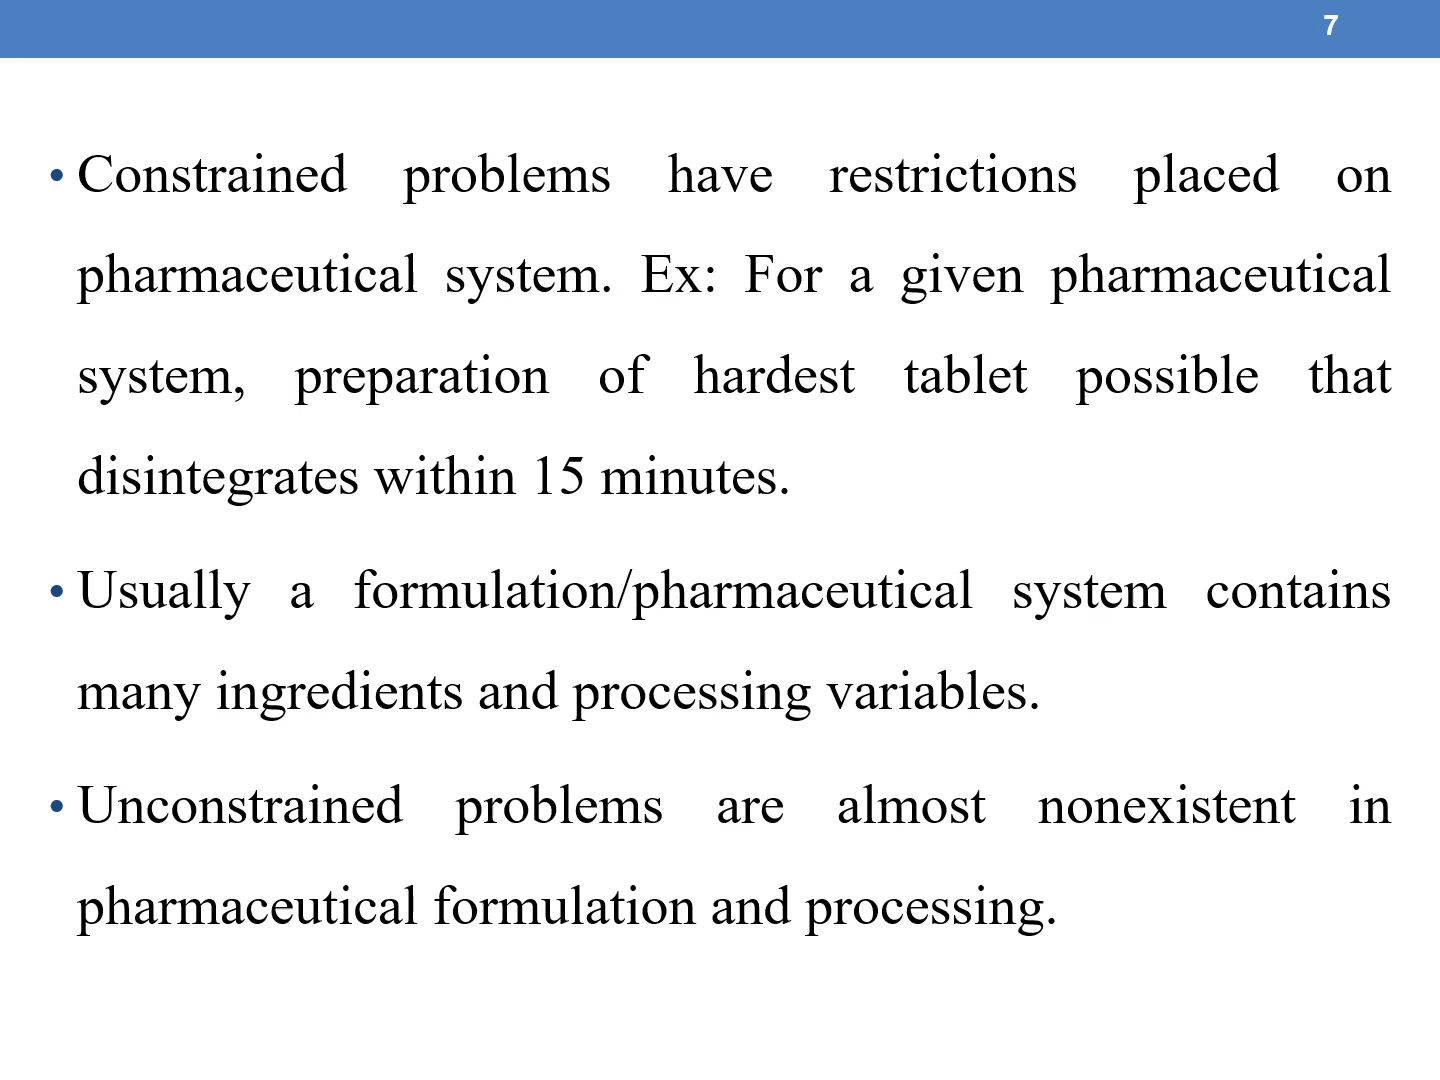 7
• Constrained problems have restrictions placed on
pharmaceutical system. Ex: For a given pharmaceutical
system, preparation of hardest tablet possible that
disintegrates within 15 minutes.
• Usually a formulation/pharmaceutical system contains
many ingredients and processing variables.
• Unconstrained problems are almost nonexistent in
pharmaceutical formulation and processing.